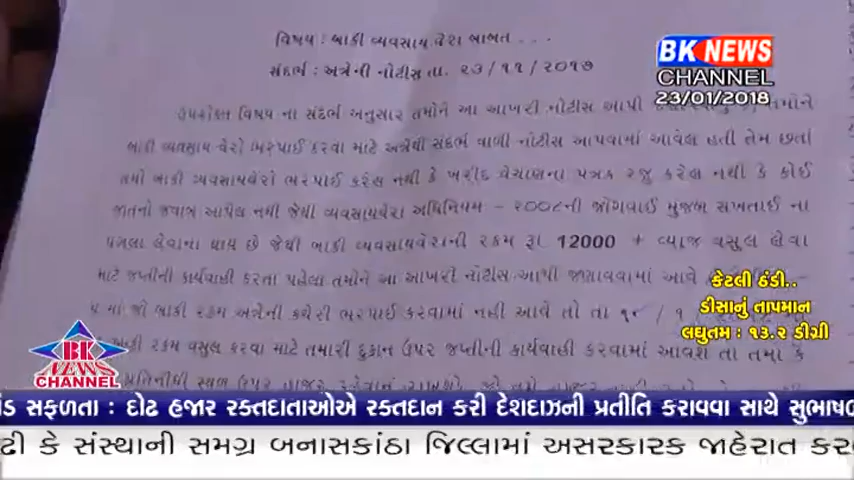 વિષય : બાકી વ્યવસાય વેરા બાબત . . .
સંદર્ભ : અત્રેની નોટીસ તા. ૨૩/૧૧/૨૦૧૭
ઉપરોક્ત વિષય ના સંદર્ભ અનુસાર તમોને આ આખરી નોટીસ આપી તમોને
બાકી વ્યવસાય વેરો ભરપાઈ કરવા માટે અત્રેથી સંદર્ભ વાળી નોટીસ આપવામાં આવેલ હતી તેમ છતાં
તમો બાકી વ્યવસાયવેરો ભરપાઈ કરેલ નથી કે ખરીદ વેચાણના પત્રક રજુ કરેલ નથી કે કોઈ
જાતનો જવાબ આપેલ નથી જેથી વ્યવસાયવેરા અધિનિયમ - ૨૦૦૮ની જોગવાઈ મુજબ સખતાઈ ના
પગલા લેવાના થાય છે જેથી બાકી વ્યવસાયવેરાની રકમ રૂા 12000 + વ્યાજ વસુલ લેવા
માટે જપ્તીની કાર્યવાહી કરતા પહેલા તમોને આ આખરી નોટીસ આપી જણાવવામાં આવે
માં જો બાકી રકમ અત્રેની કચેરી ભરપાઈ કરવામાં નહી આવે તો તા
રકમ વસુલ કરવા માટે તમારી દુકાન ઉપર જપ્તીની કાર્યવાહી કરવામાં આવશે
સ્થળ ઉપર હાજર
BK NEWS
CHANNEL
23/01/2018
કેટલી ઠંડી..
ડીસાનું તાપમાન
લઘુતમ : ૧૩.૨ ડીગ્રી
BK
NEWS
CHANNEL
સફળતા : દોઢ હજાર રક્તદાતાઓએ રક્તદાન કરી દેશદાઝની પ્રતીતિ કરાવવા સાથે
કે સંસ્થાની સમગ્ર બનાસકાંઠા જિલ્લામાં અસરકારક જાહેરાત